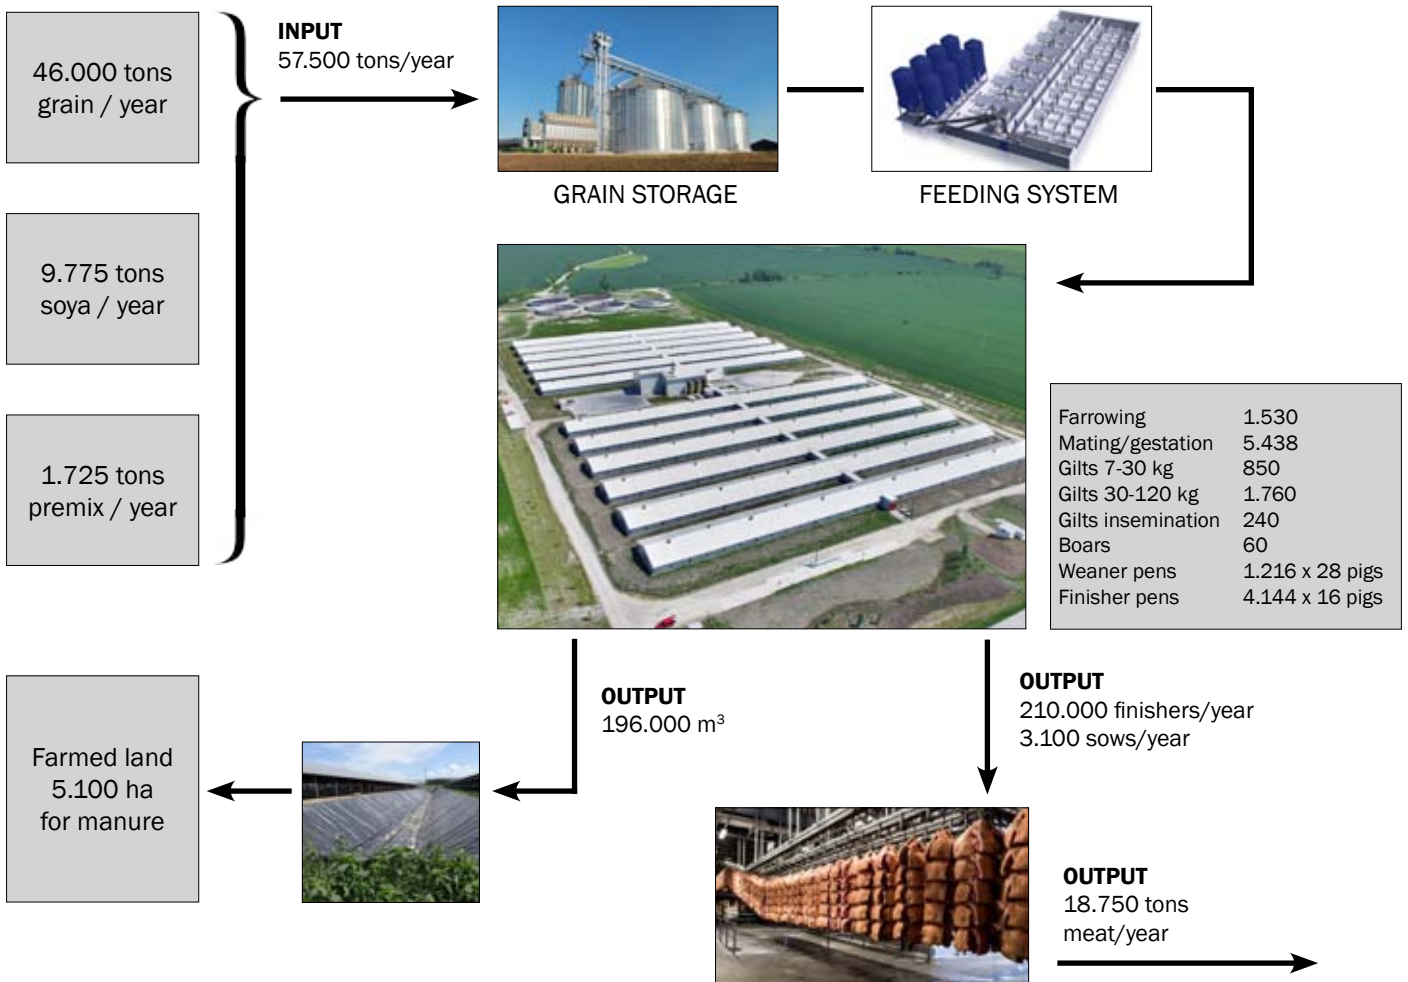 46.000 tons
grain / year
9.775 tons
soya / year
1.725 tons
premix / year
INPUT
57.500 tons/year
GRAIN STORAGE
FEEDING SYSTEM
Farrowing 1.530
Mating/gestation 5.438
Gilts 7-30 kg 850
Gilts 30-120 kg 1.760
Gilts insemination 240
Boars 60
Weaner pens 1.216 x 28 pigs
Finisher pens 4.144 x 16 pigs
OUTPUT
196.000 m³
Farmed land
5.100 ha
for manure
OUTPUT
210.000 finishers/year
3.100 sows/year
OUTPUT
18.750 tons
meat/year